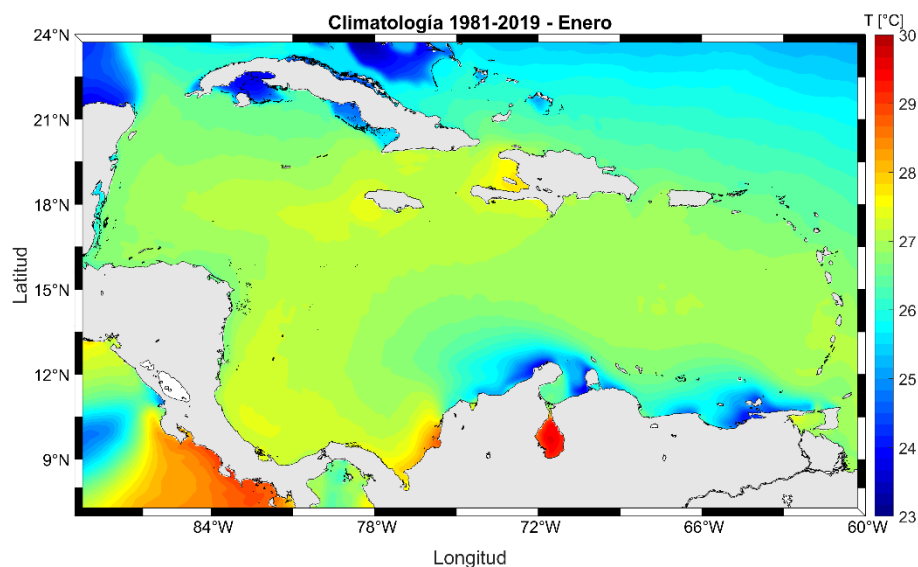 Climatología 1981-2019 - Enero
T [°C]
24°N
21°N
18°N
15°N
12°N
9°N
Latitud
84°W
78°W
72°W
66°W
60°W
Longitud
30
29
28
27
26
25
24
23